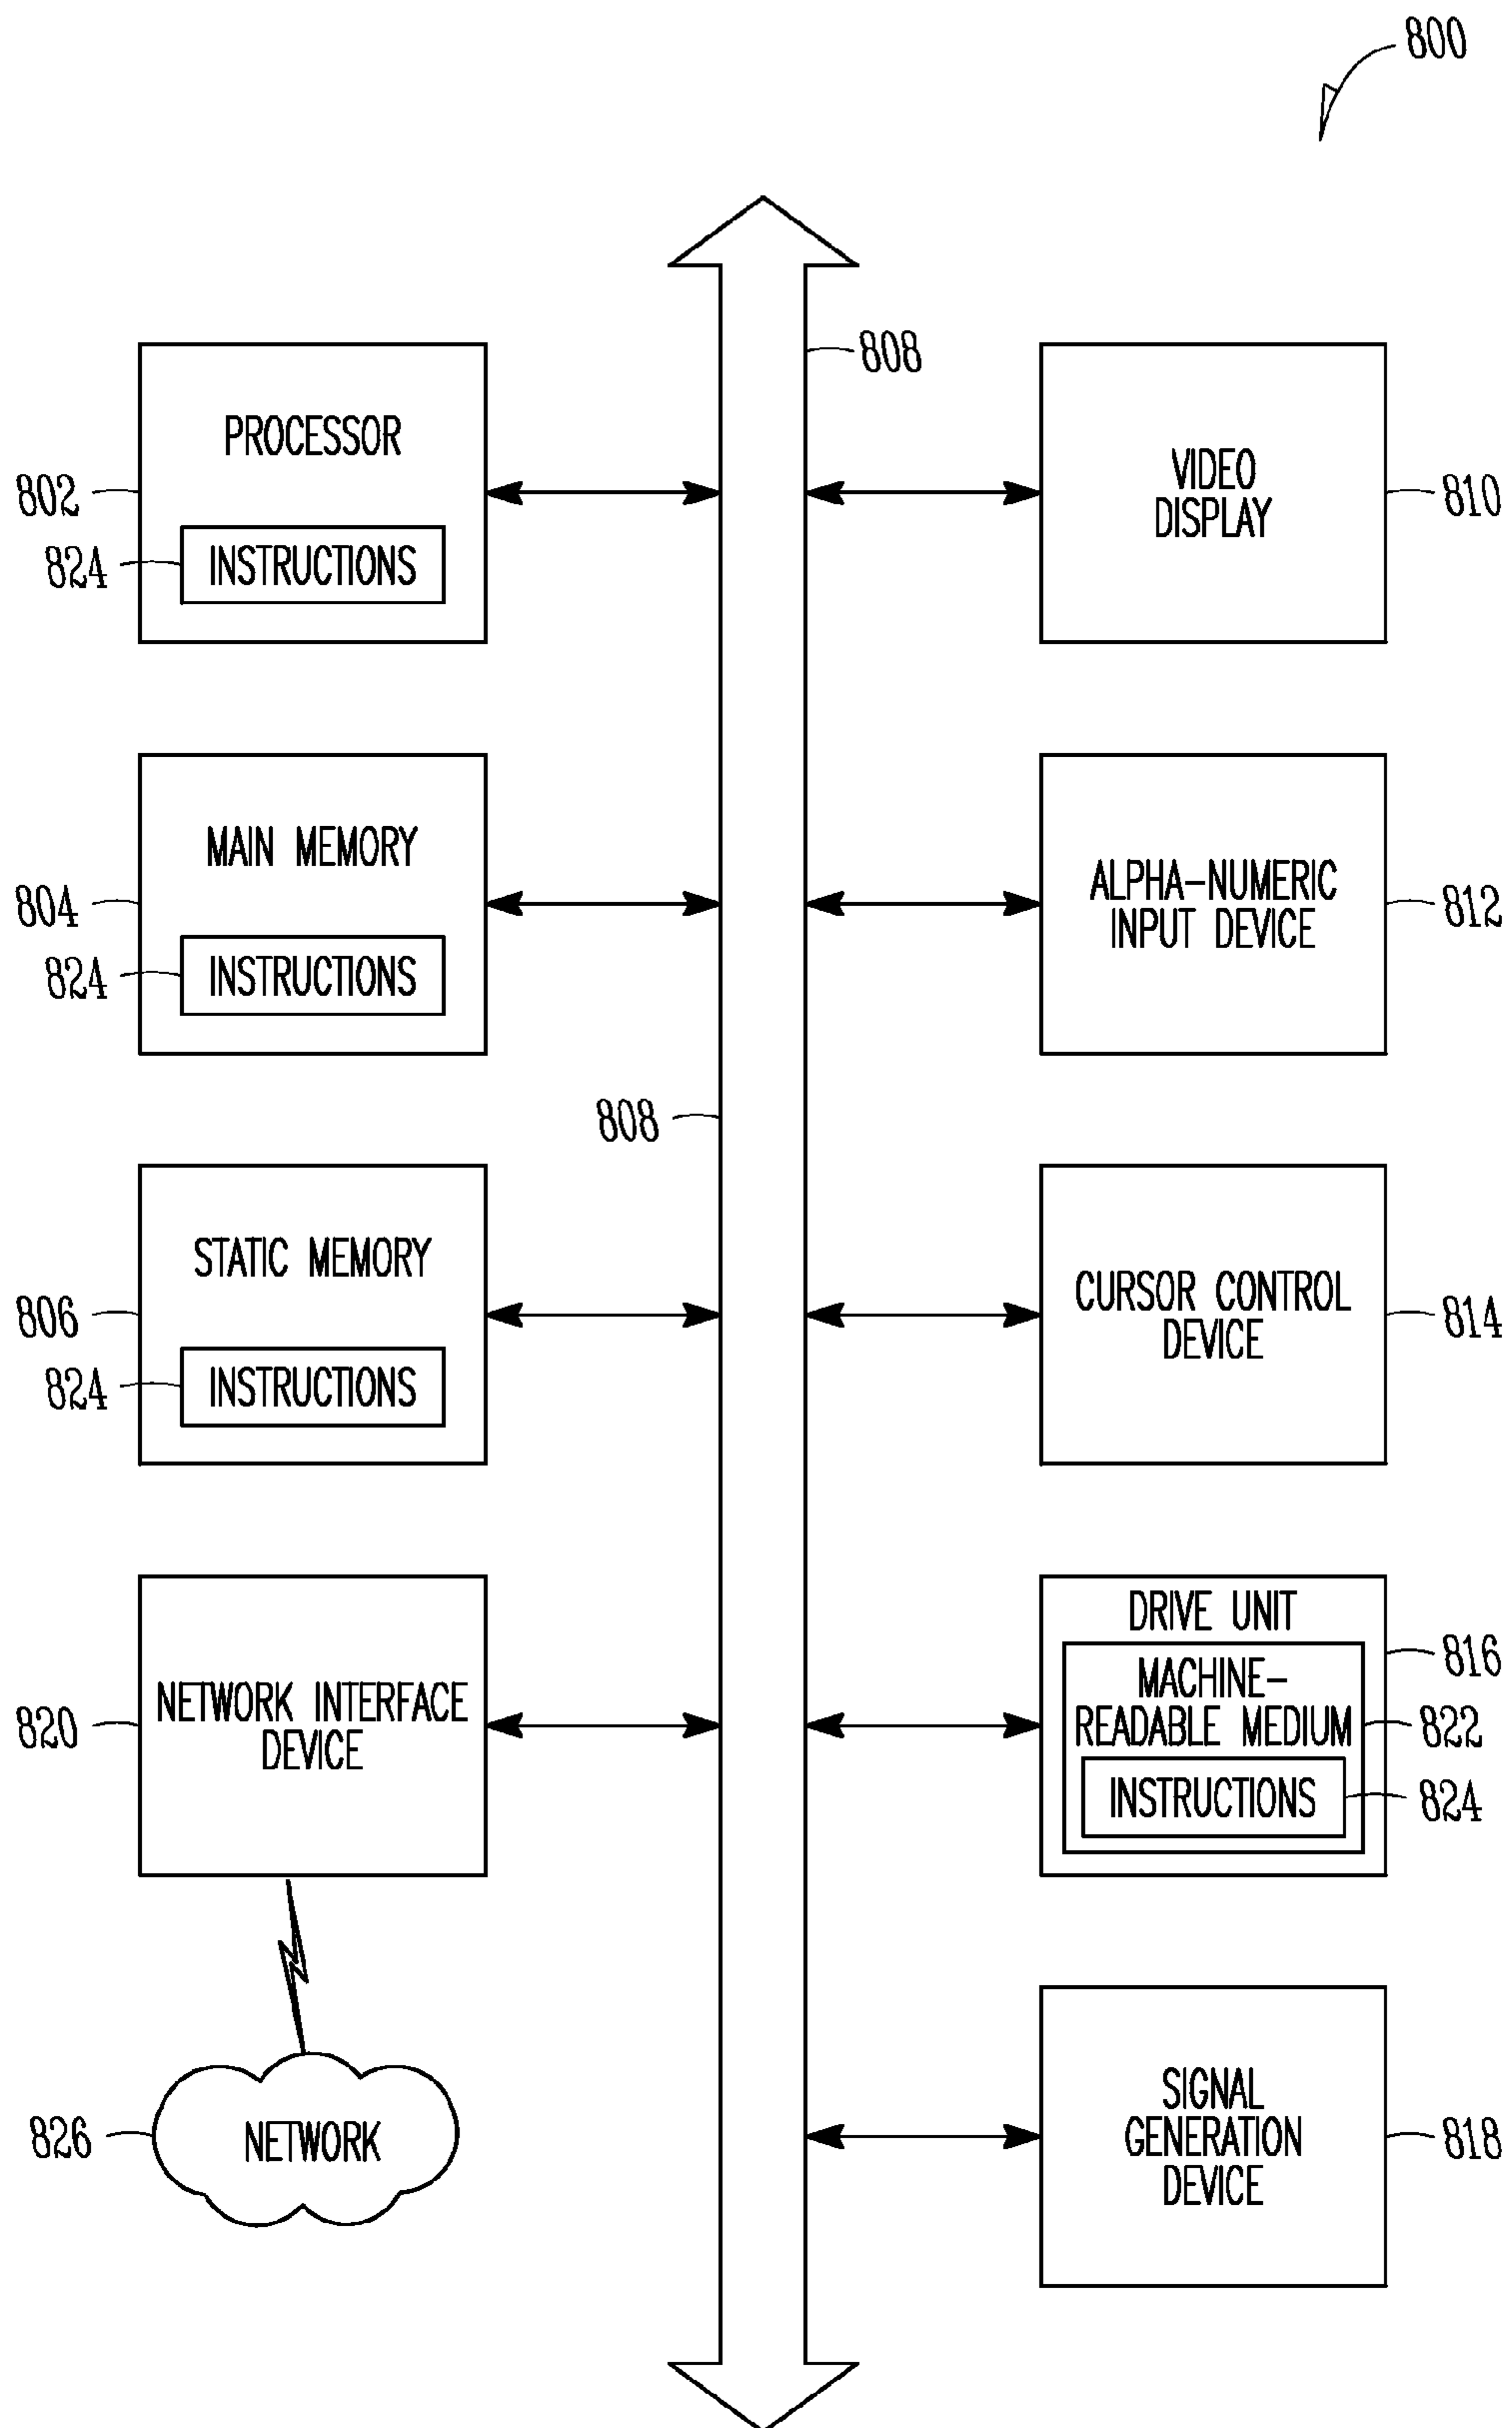 800
808
PROCESSOR
802
824
INSTRUCTIONS
VIDEO
DISPLAY
810
MAIN MEMORY
804
824
INSTRUCTIONS
ALPHA-NUMERIC
INPUT DEVICE
812
808
STATIC MEMORY
806
824
INSTRUCTIONS
CURSOR CONTROL
DEVICE
814
NETWORK INTERFACE
DEVICE
820
DRIVE UNIT
816
MACHINE-
READABLE MEDIUM
822
INSTRUCTIONS
824
826
NETWORK
SIGNAL
GENERATION
DEVICE
818